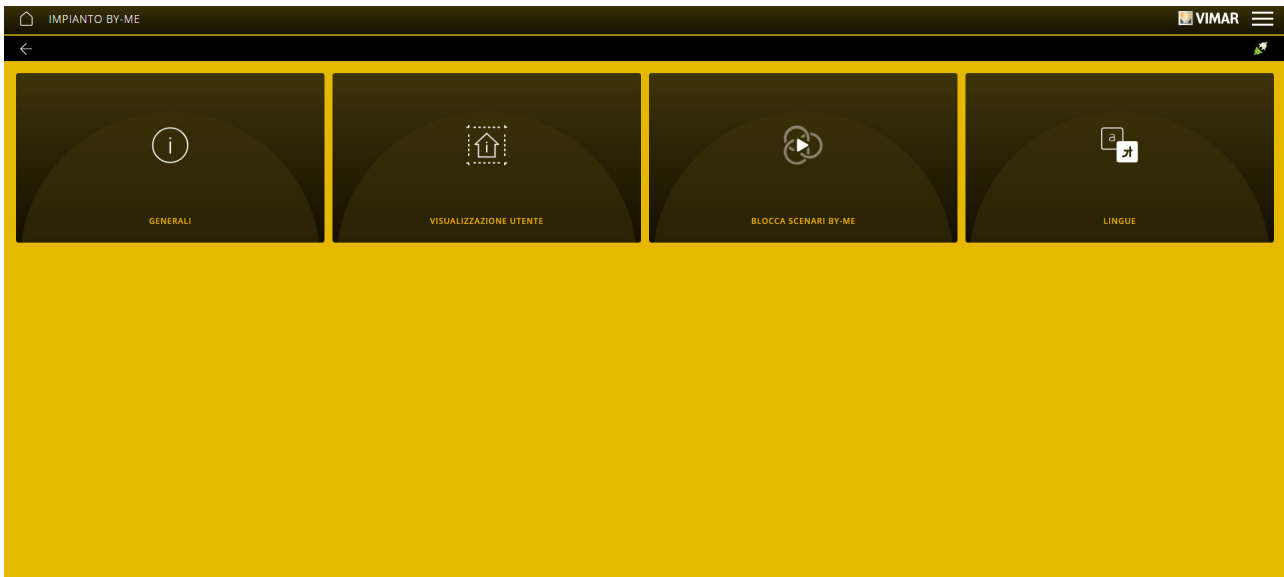 IMPIANTO BY-ME
VIMAR
GENERALI
VISUALIZZAZIONE UTENTE
BLOCCA SCENARI BY-ME
LINGUE